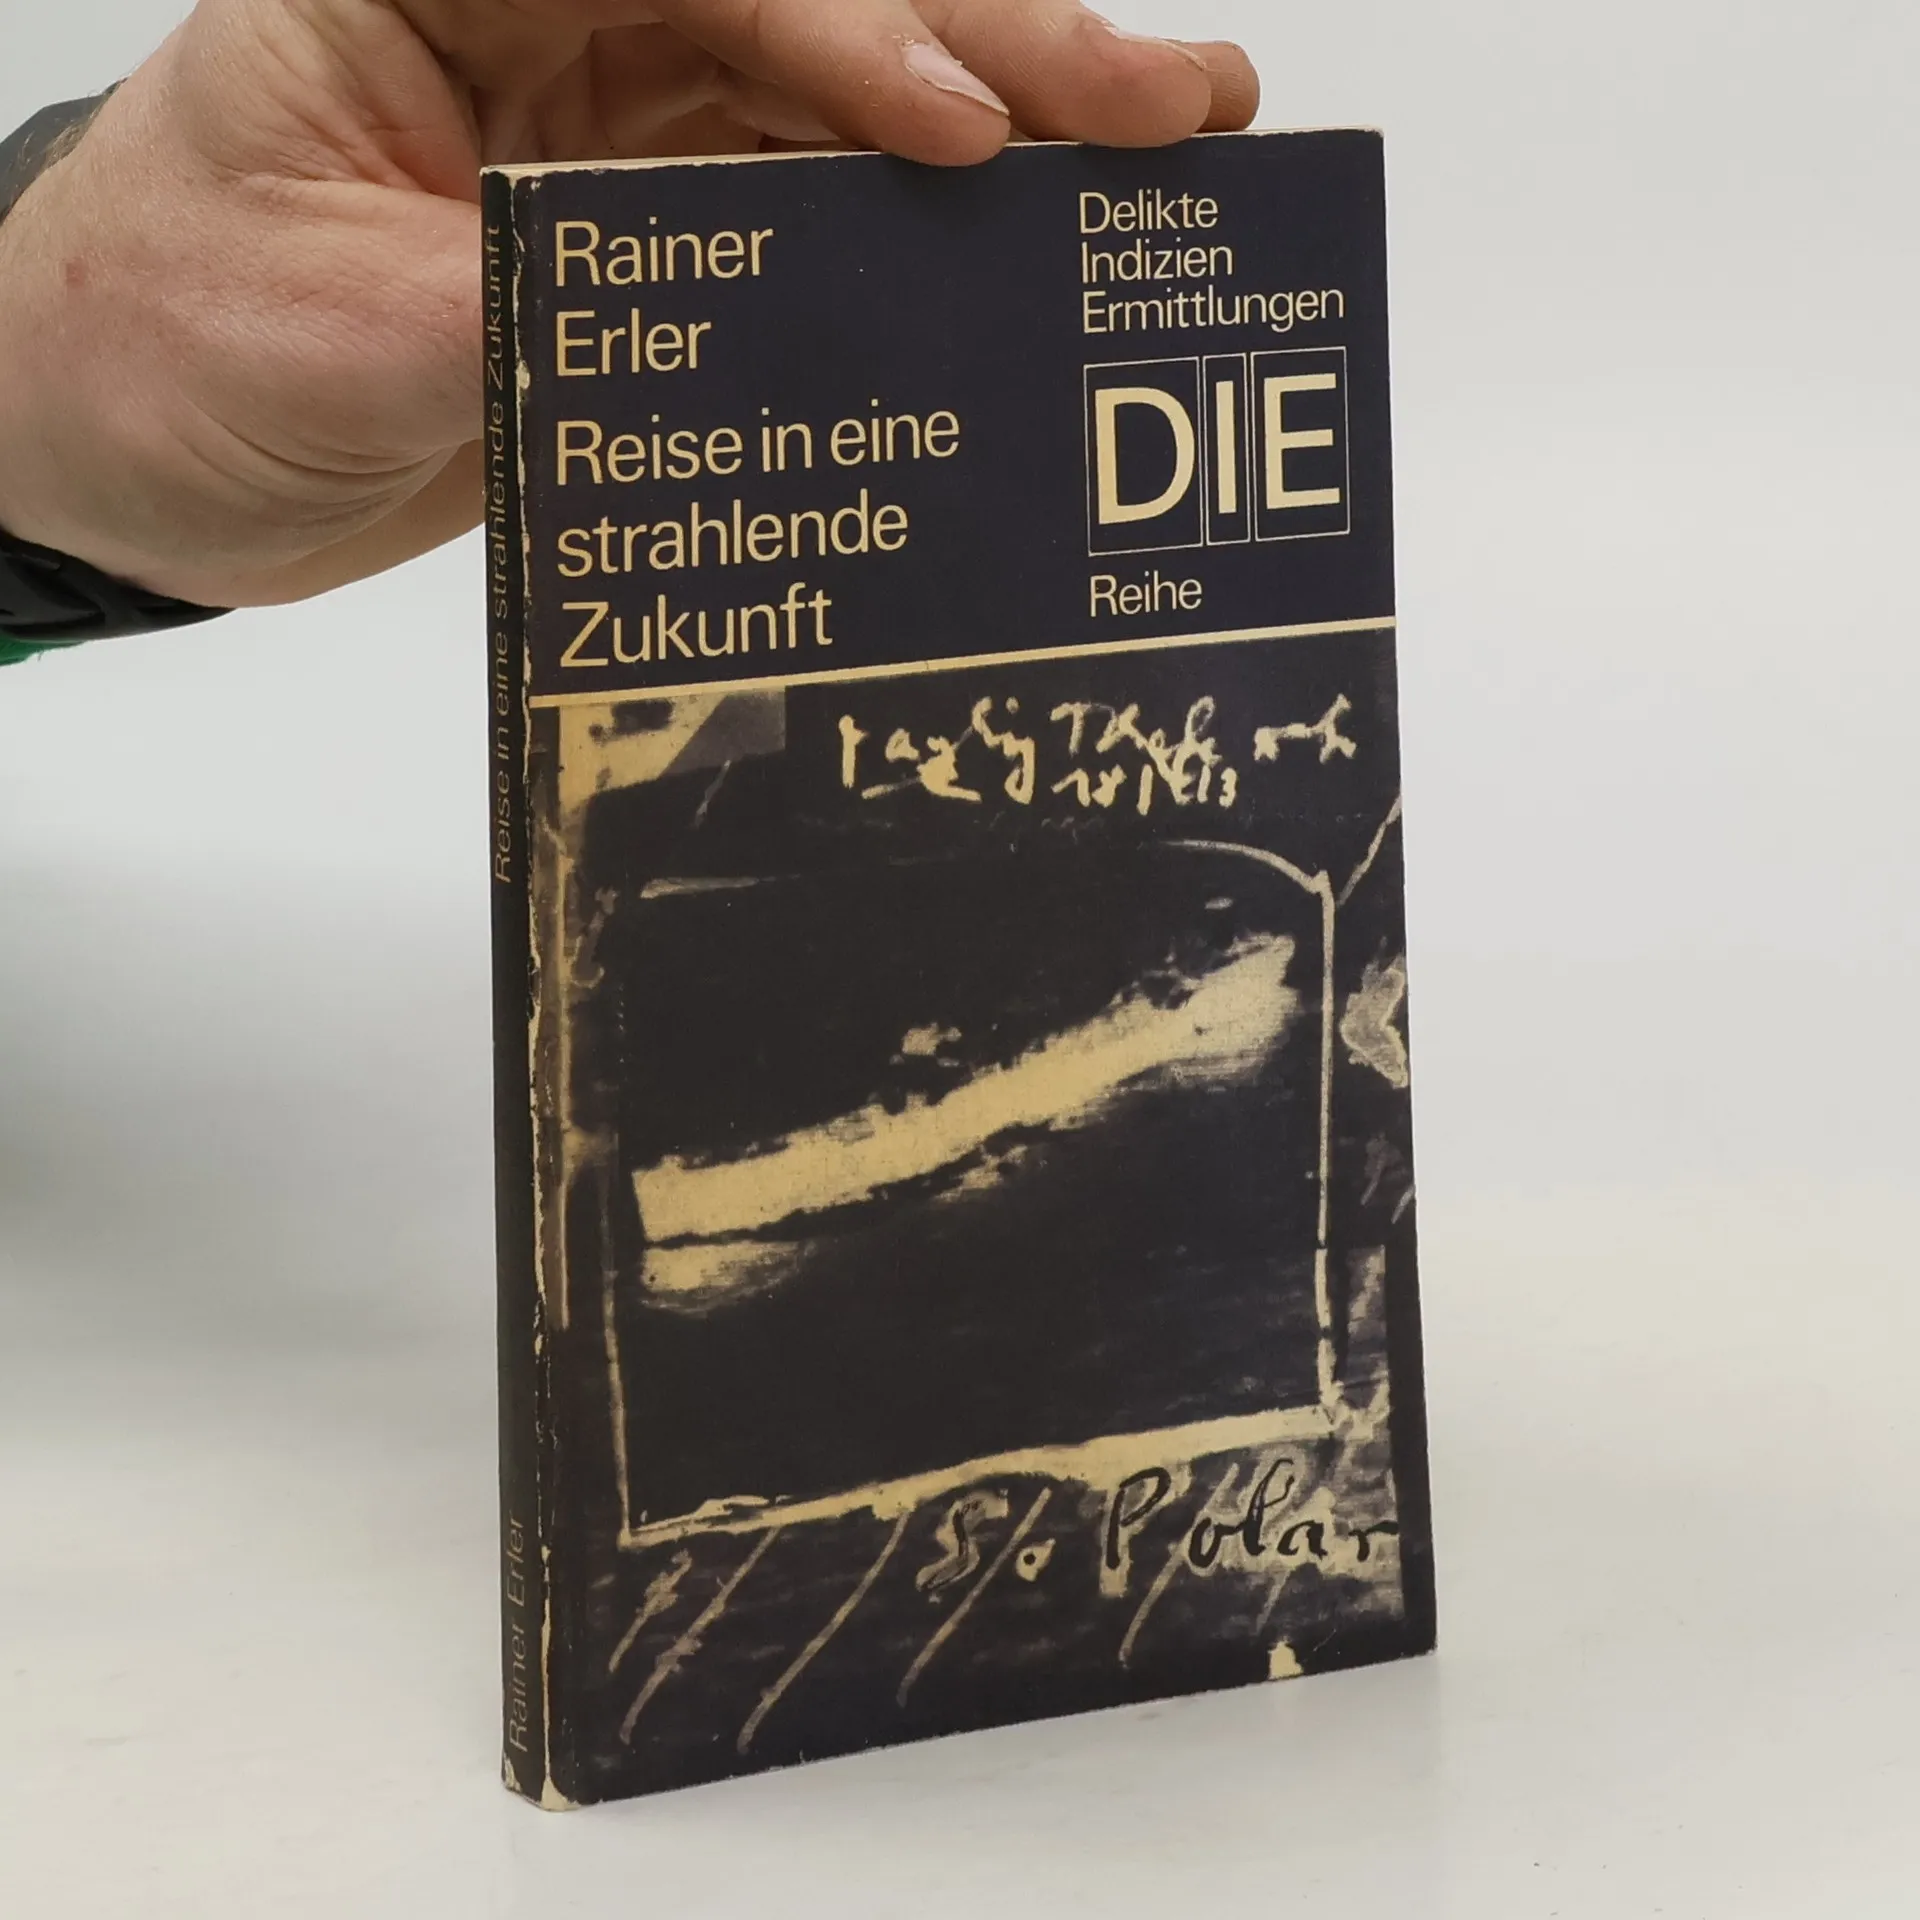 Rainer
Erler
Reise in eine
strahlende
Zukunft
Delikte
Indizien
Ermittlungen
DIE
Reihe
S. Polar
Reise in eine strahlende Zukunft
Rainer Erler